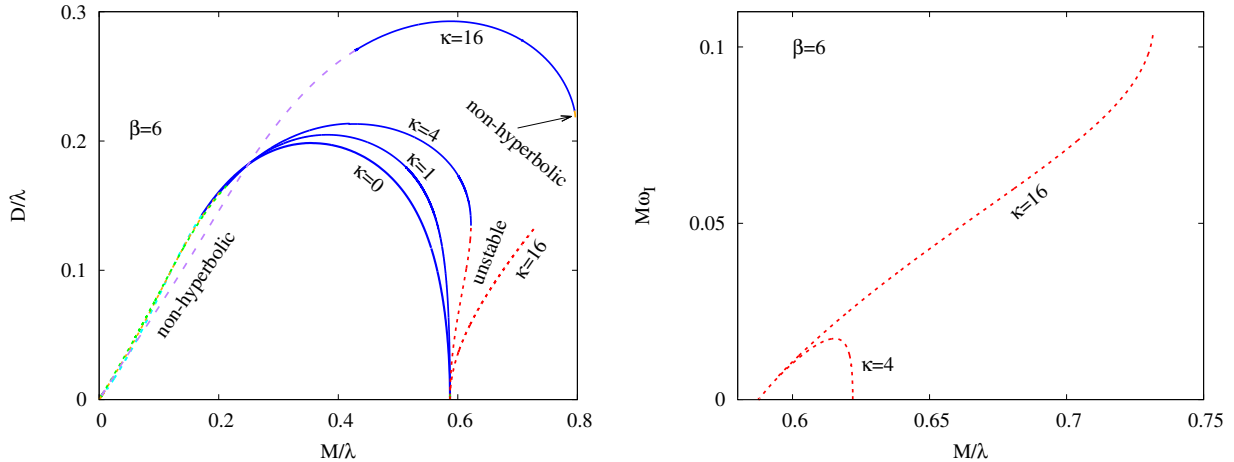 0.3
0.2
0.1
0
D/λ
β=6
κ=16
κ=4
κ=1
κ=0
non-hyperbolic
non-hyperbolic
unstable
κ=16
0 0.2 0.4 0.6 0.8
M/λ
0.1
0.05
0
Mω_I
β=6
κ=16
κ=4
0.6 0.65 0.7 0.75
M/λ